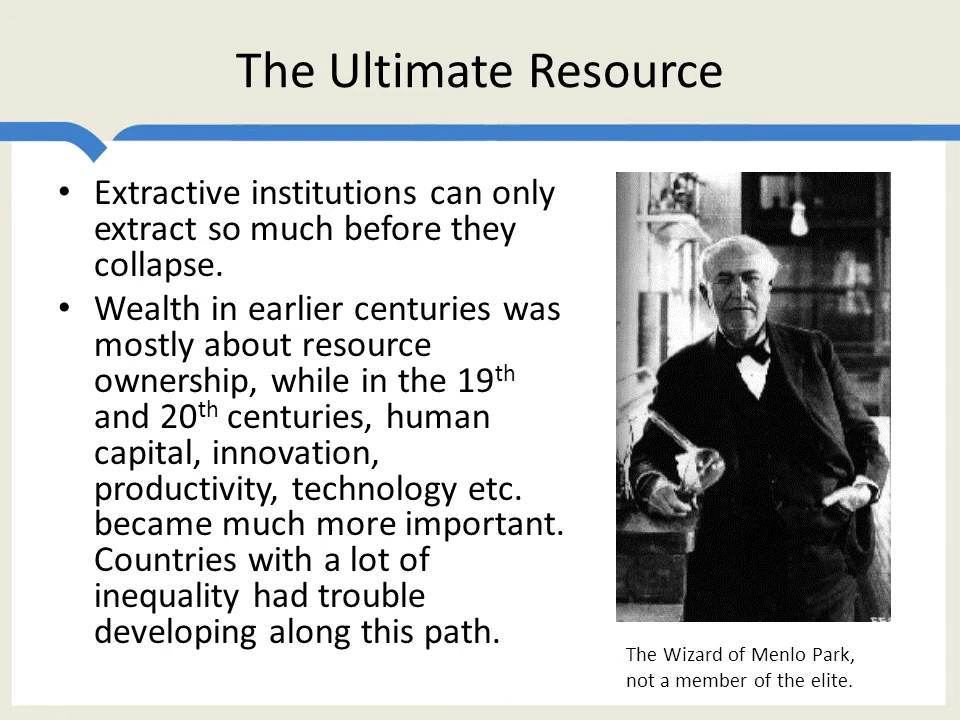 The Ultimate Resource
• Extractive institutions can only
extract so much before they
collapse.
• Wealth in earlier centuries was
mostly about resource
ownership, while in the 19th
and 20th centuries, human
capital, innovation,
productivity, technology etc.
became much more important.
Countries with a lot of
inequality had trouble
developing along this path.
The Wizard of Menlo Park,
not a member of the elite.